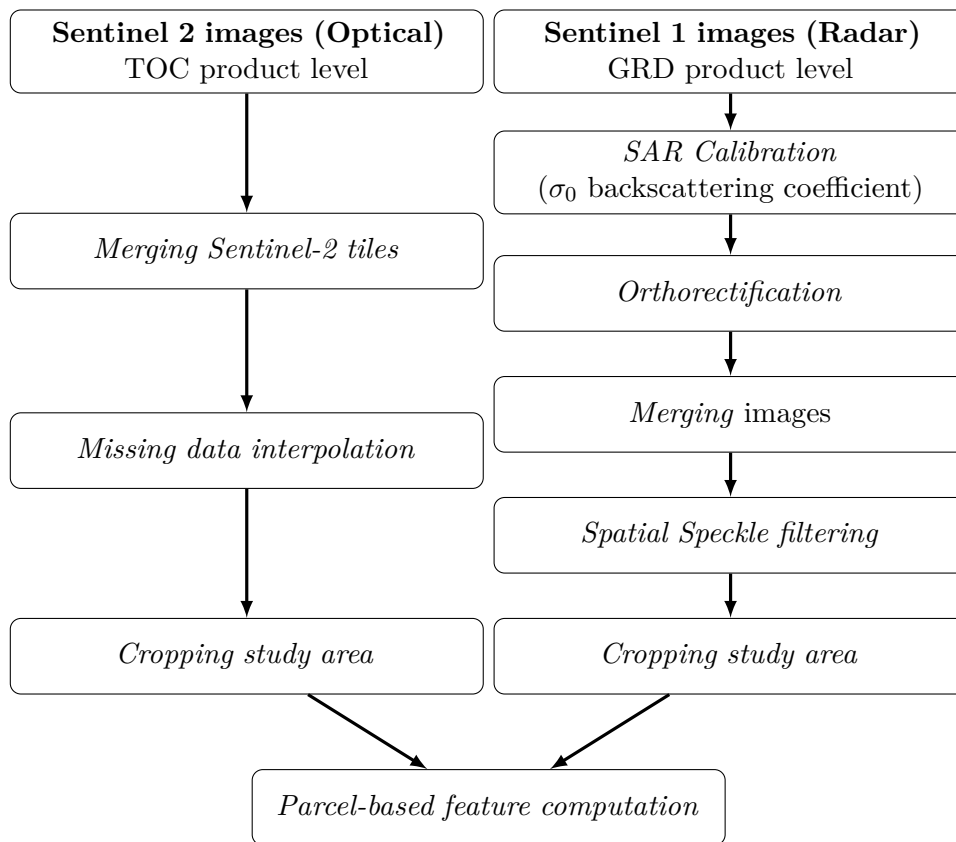 Sentinel 2 images (Optical)
TOC product level
Sentinel 1 images (Radar)
GRD product level
SAR Calibration
(σ₀ backscattering coefficient)
Merging Sentinel-2 tiles
Orthorectification
Merging images
Missing data interpolation
Spatial Speckle filtering
Cropping study area
Cropping study area
Parcel-based feature computation